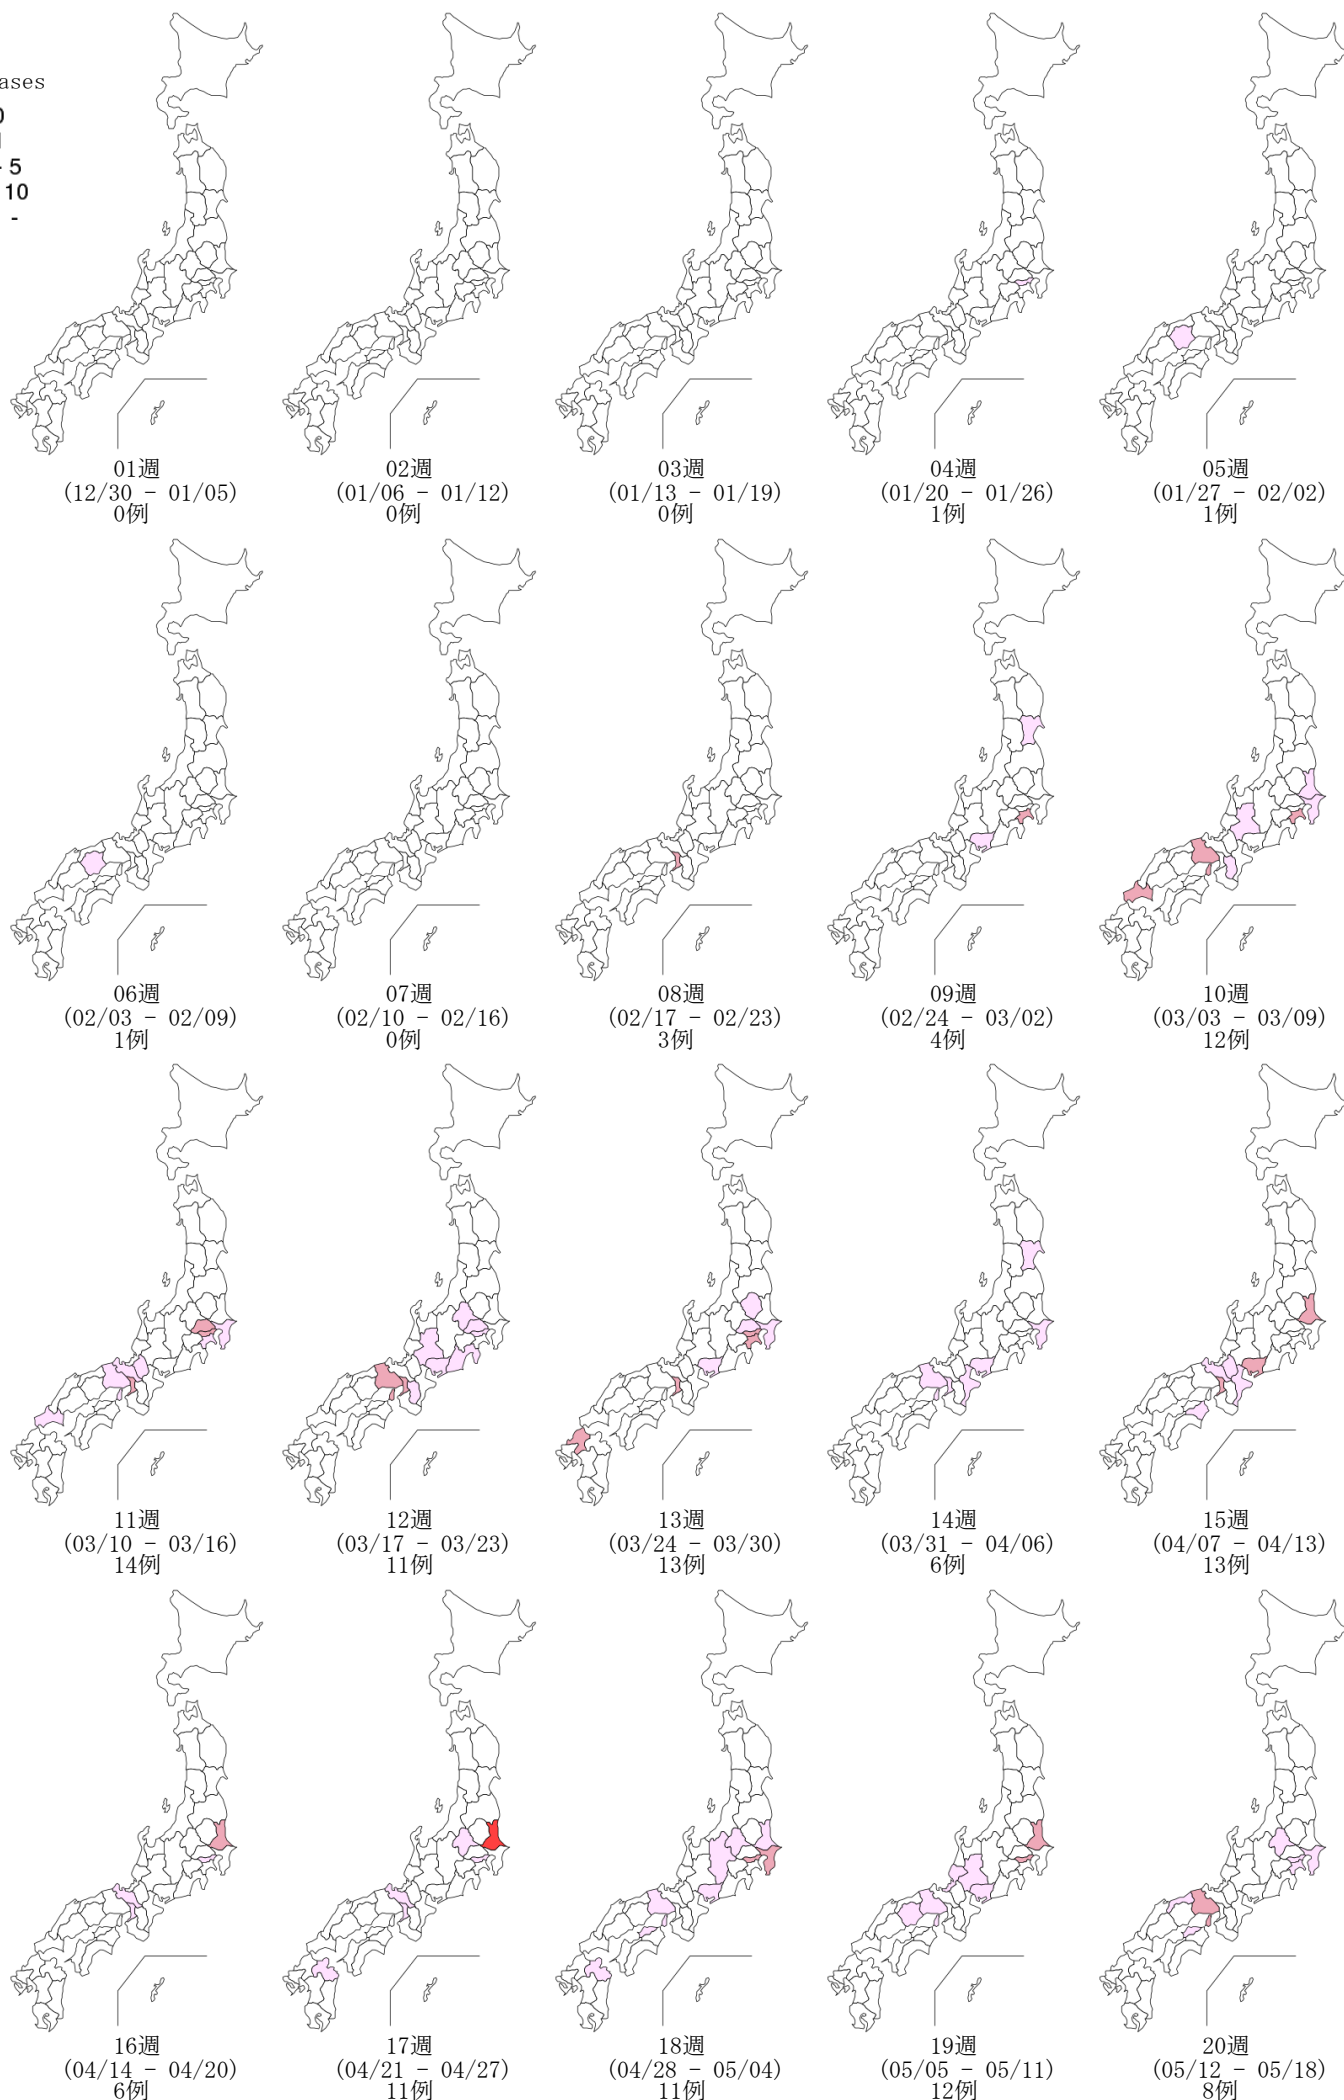 ases
0
1
- 5
10
-
01週
(12/30 - 01/05)
0例
02週
(01/06 - 01/12)
0例
03週
(01/13 - 01/19)
0例
04週
(01/20 - 01/26)
1例
05週
(01/27 - 02/02)
1例
06週
(02/03 - 02/09)
1例
07週
(02/10 - 02/16)
0例
08週
(02/17 - 02/23)
3例
09週
(02/24 - 03/02)
4例
10週
(03/03 - 03/09)
12例
11週
(03/10 - 03/16)
14例
12週
(03/17 - 03/23)
11例
13週
(03/24 - 03/30)
13例
14週
(03/31 - 04/06)
6例
15週
(04/07 - 04/13)
13例
16週
(04/14 - 04/20)
6例
17週
(04/21 - 04/27)
11例
18週
(04/28 - 05/04)
11例
19週
(05/05 - 05/11)
12例
20週
(05/12 - 05/18)
8例